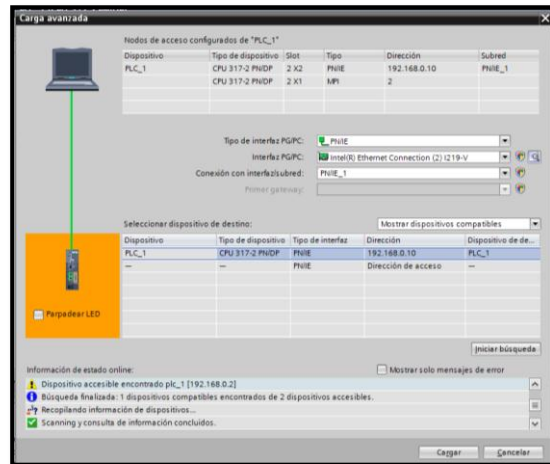 Carga avanzada
Nodos de acceso configurados de "PLC_1"
Dispositivo Tipo de dispositivo Slot Tipo Dirección Subred
PLC_1 CPU 317-2 PN/DP 2 X2 PN/IE 192.168.0.10 PN/IE_1
CPU 317-2 PN/DP 2 X1 MPI 2
Tipo de interfaz PG/PC: PN/IE
Interfaz PG/PC: Intel(R) Ethernet Connection (2) I219-V
Conexión con interfaz/subred: PN/IE_1
Primer gateway:
Seleccionar dispositivo de destino: Mostrar dispositivos compatibles
Dispositivo Tipo de dispositivo Tipo de interfaz Dirección Dispositivo de de...
PLC_1 CPU 317-2 PN/DP PN/IE 192.168.0.10 PLC_1
— — PN/IE Dirección de acceso —
Parpadear LED
Iniciar búsqueda
Información de estado online: Mostrar solo mensajes de error
Dispositivo accesible encontrado plc_1 [192.168.0.2]
Búsqueda finalizada: 1 dispositivos compatibles encontrados de 2 dispositivos accesibles.
Recopilando información de dispositivos...
Scanning y consulta de información concluidos.
Cargar Cancelar